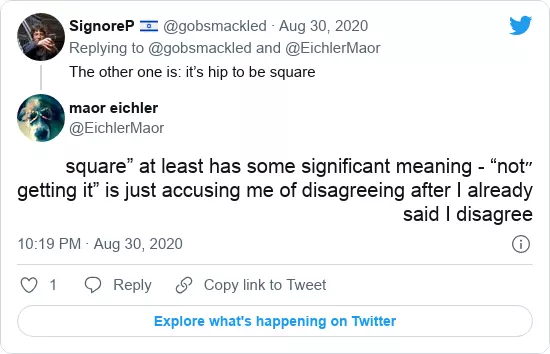 SignoreP 🇮🇱 @gobsmackled · Aug 30, 2020
Replying to @gobsmackled and @EichlerMaor
The other one is: it’s hip to be square
maor eichler
@EichlerMaor
square” at least has some significant meaning - “not”
getting it” is just accusing me of disagreeing after I already
said I disagree
10:19 PM · Aug 30, 2020
1 Reply Copy link to Tweet
Explore what's happening on Twitter